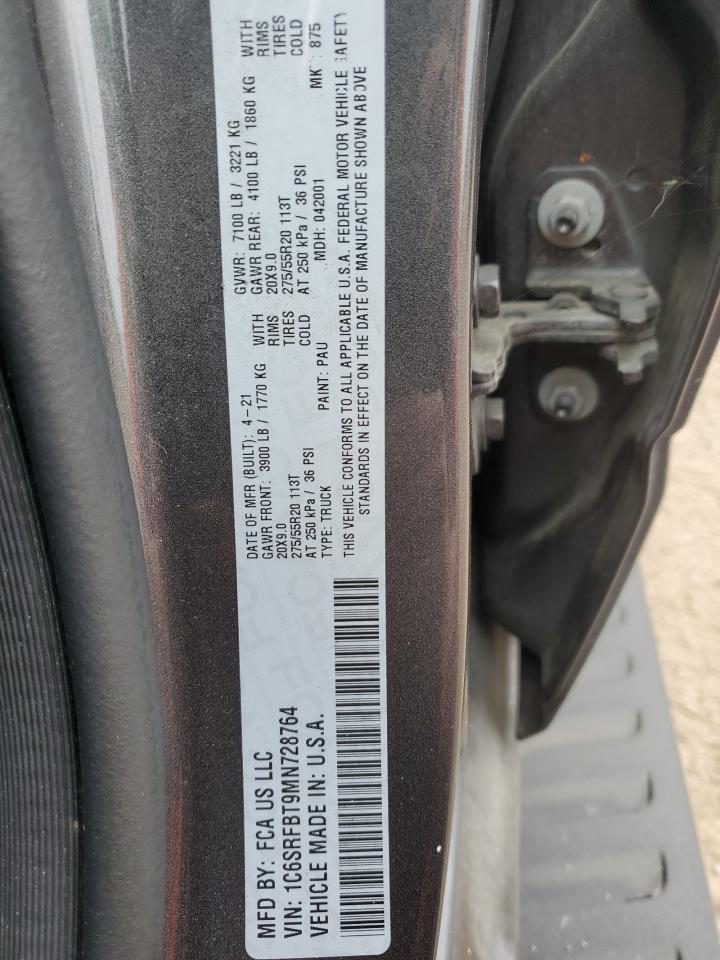 MFD BY: FCA US LLC
VIN: 1C6SRFBT9MN728764
VEHICLE MADE IN: U.S.A.
DATE OF MFR (BUILT): 4-21 GVWR: 7100 LB / 3221 KG
GAWR FRONT: 3900 LB / 1770 KG WITH GAWR REAR: 4100 LB / 1860 KG WITH
20X9.0 RIMS 20X9.0 RIMS
275/55R20 113T TIRES 275/55R20 113T TIRES
AT 250 kPa / 36 PSI COLD AT 250 kPa / 36 PSI COLD
TYPE: TRUCK PAINT: PAU MDH: 042001 MK: 875
THIS VEHICLE CONFORMS TO ALL APPLICABLE U.S.A. FEDERAL MOTOR VEHICLE SAFETY
STANDARDS IN EFFECT ON THE DATE OF MANUFACTURE SHOWN ABOVE